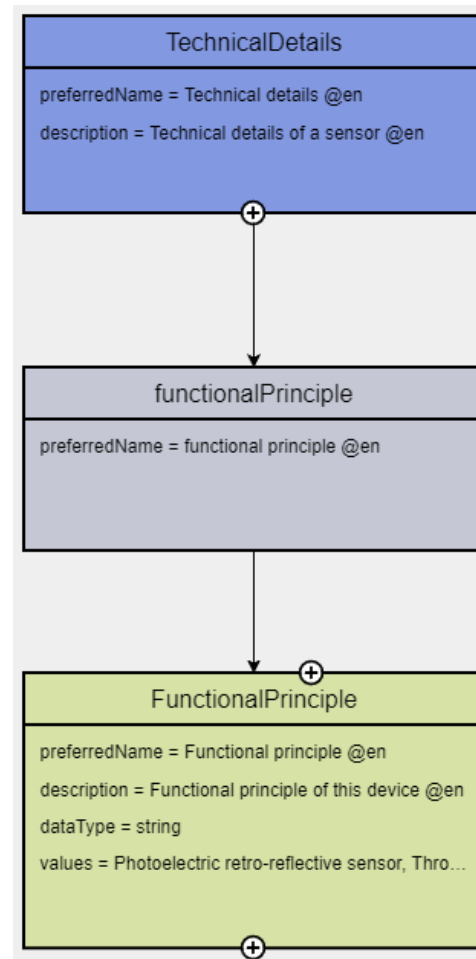 TechnicalDetails
preferredName = Technical details @en
description = Technical details of a sensor @en
functionalPrinciple
preferredName = functional principle @en
FunctionalPrinciple
preferredName = Functional principle @en
description = Functional principle of this device @en
dataType = string
values = Photoelectric retro-reflective sensor, Thro...